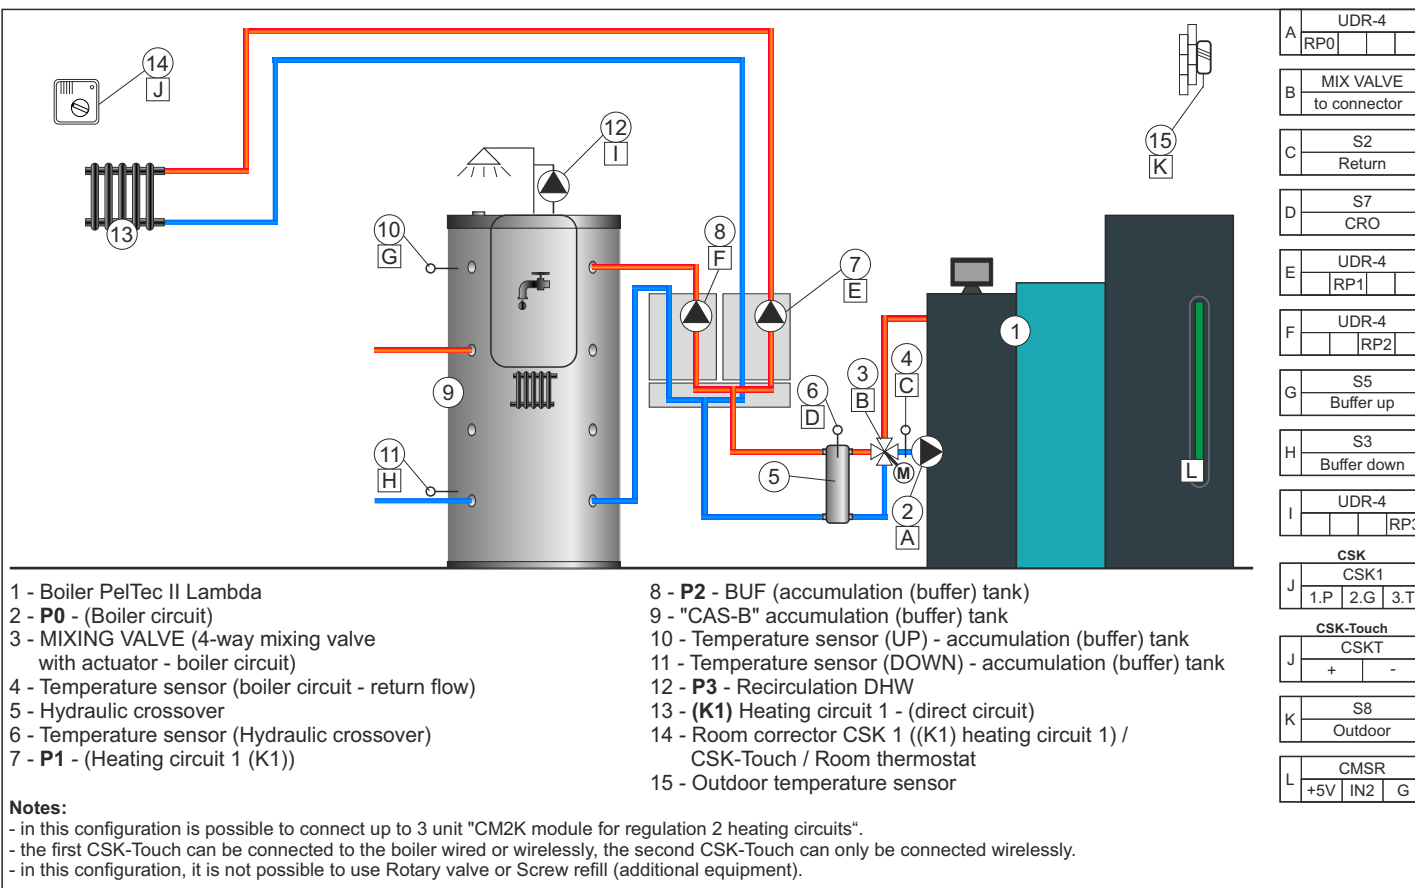 14
J
13
10
G
9
11
H
12
I
8
F
7
E
6
D
5
3
B
4
C
M
2
A
1
15
K
L
A
UDR-4
RP0
B
MIX VALVE
to connector
C
S2
Return
D
S7
CRO
E
UDR-4
RP1
F
UDR-4
RP2
G
S5
Buffer up
H
S3
Buffer down
I
UDR-4
RP3
CSK
J
CSK1
1.P 2.G 3.T
CSK-Touch
J
CSKT
+ -
K
S8
Outdoor
L
CMSR
+5V IN2 G
1 - Boiler PelTec II Lambda
2 - P0 - (Boiler circuit)
3 - MIXING VALVE (4-way mixing valve
with actuator - boiler circuit)
4 - Temperature sensor (boiler circuit - return flow)
5 - Hydraulic crossover
6 - Temperature sensor (Hydraulic crossover)
7 - P1 - (Heating circuit 1 (K1))
8 - P2 - BUF (accumulation (buffer) tank)
9 - "CAS-B" accumulation (buffer) tank
10 - Temperature sensor (UP) - accumulation (buffer) tank
11 - Temperature sensor (DOWN) - accumulation (buffer) tank
12 - P3 - Recirculation DHW
13 - (K1) Heating circuit 1 - (direct circuit)
14 - Room corrector CSK 1 ((K1) heating circuit 1) /
CSK-Touch / Room thermostat
15 - Outdoor temperature sensor
Notes:
- in this configuration is possible to connect up to 3 unit "CM2K module for regulation 2 heating circuits“.
- the first CSK-Touch can be connected to the boiler wired or wirelessly, the second CSK-Touch can only be connected wirelessly.
- in this configuration, it is not possible to use Rotary valve or Screw refill (additional equipment).